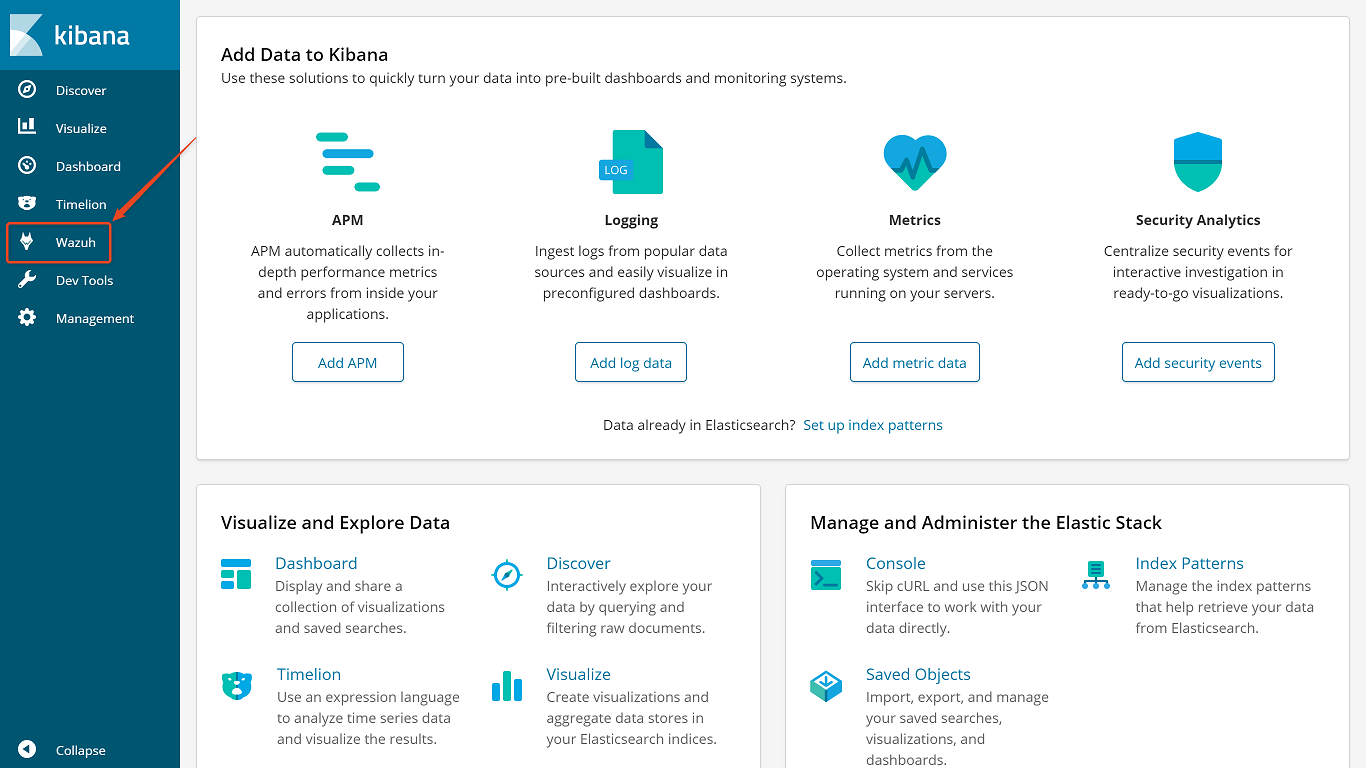 kibana
Discover
Visualize
Dashboard
Timelion
Wazuh
Dev Tools
Management
Collapse
Add Data to Kibana
Use these solutions to quickly turn your data into pre-built dashboards and monitoring systems.
APM
APM automatically collects in-
depth performance metrics
and errors from inside your
applications.
Add APM
LOG
Logging
Ingest logs from popular data
sources and easily visualize in
preconfigured dashboards.
Add log data
Metrics
Collect metrics from the
operating system and services
running on your servers.
Add metric data
Security Analytics
Centralize security events for
interactive investigation in
ready-to-go visualizations.
Add security events
Data already in Elasticsearch? Set up index patterns
Visualize and Explore Data
Dashboard
Display and share a
collection of visualizations
and saved searches.
Discover
Interactively explore your
data by querying and
filtering raw documents.
Timelion
Use an expression language
to analyze time series data
and visualize the results.
Visualize
Create visualizations and
aggregate data stores in
your Elasticsearch indices.
Manage and Administer the Elastic Stack
Console
Skip cURL and use this JSON
interface to work with your
data directly.
Index Patterns
Manage the index patterns
that help retrieve your data
from Elasticsearch.
Saved Objects
Import, export, and manage
your saved searches,
visualizations, and
dashboards.